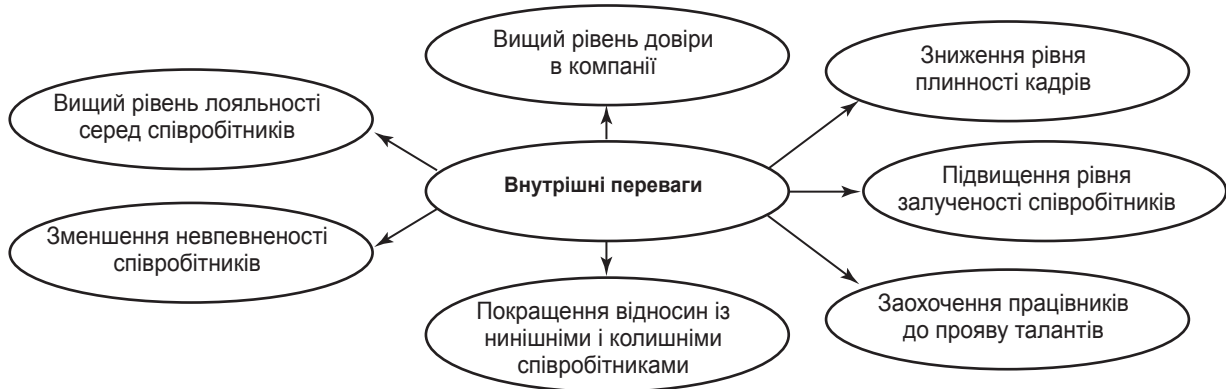 Вищий рівень довіри
в компанії
Зниження рівня
плинності кадрів
Вищий рівень лояльності
серед співробітників
Внутрішні переваги
Підвищення рівня
залученості співробітників
Зменшення невпевненості
співробітників
Покращення відносин із
нинішніми і колишніми
співробітниками
Заохочення працівників
до прояву талантів